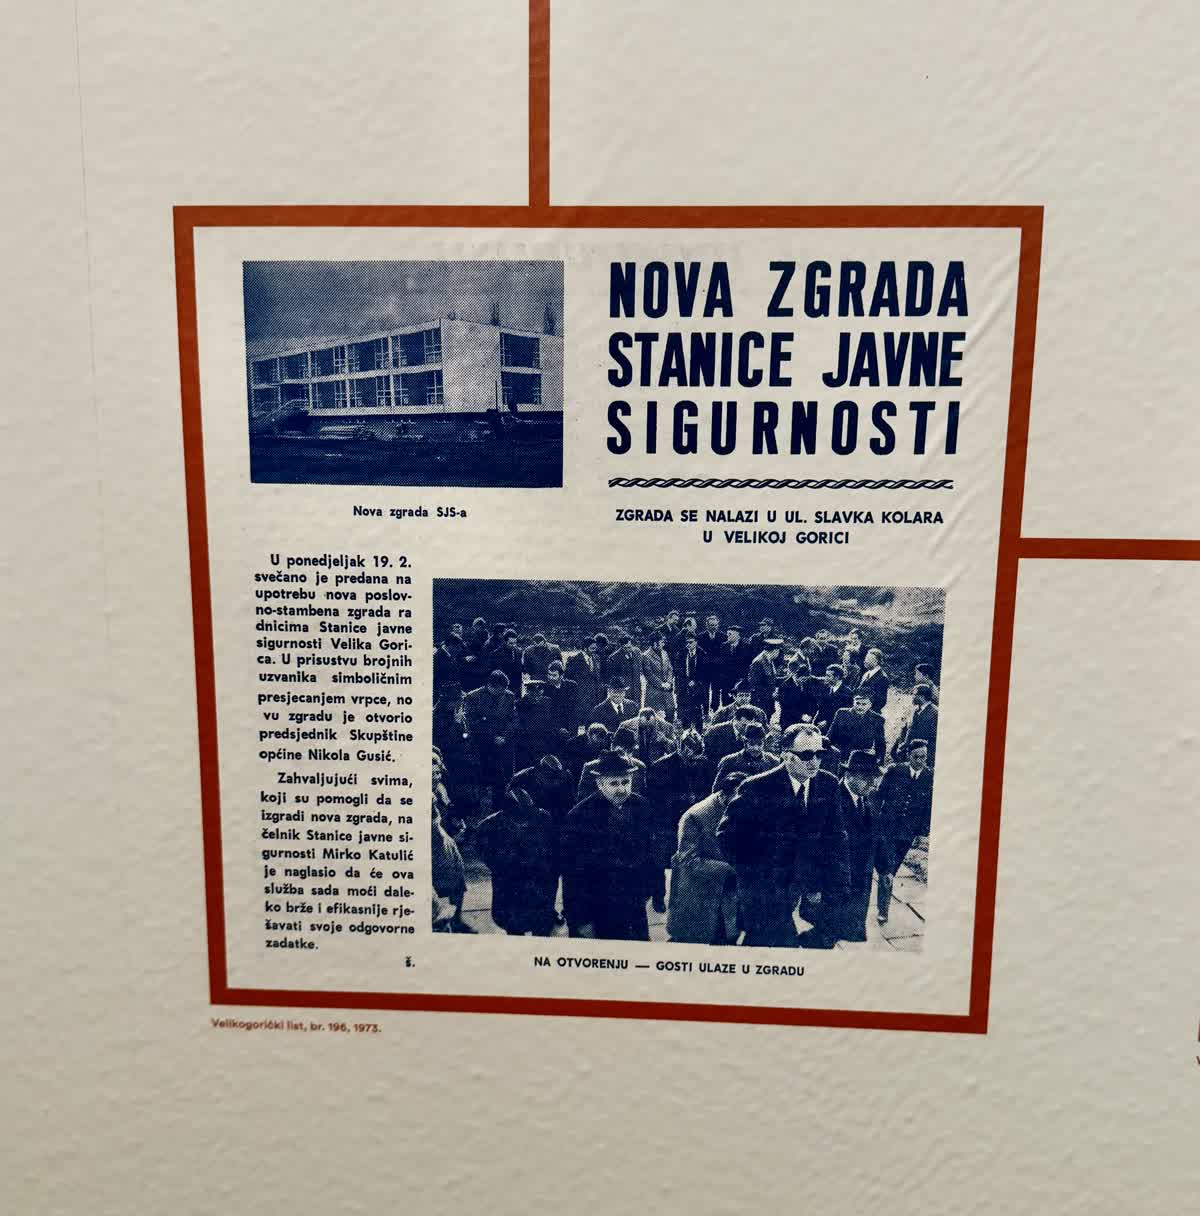 NOVA ZGRADA
STANICE JAVNE
SIGURNOSTI
ZGRADA SE NALAZI U UL. SLAVKA KOLARA
U VELIKOJ GORICI
Nova zgrada SJS-a
U ponedjeljak 19. 2.
svečano je predana na
upotrebu nova poslov-
no-stambena zgrada ra
dnicima Stanice javne
sigurnosti Velika Gori-
ca. U prisustvu brojnih
uzvanika simboličnim
presjecanjem vrpce, no
vu zgradu je otvorio
predsjednik Skupštine
općine Nikola Gusić.
Zahvaljujući svima,
koji su pomogli da se
izgradi nova zgrada, na
čelnik Stanice javne si-
gurnosti Mirko Katulić
je naglasio da će ova
služba sada moći dale-
ko brže i efikasnije rje-
šavati svoje odgovorne
zadatke.
š.
NA OTVORENJU — GOSTI ULAZE U ZGRADU
Velikogorički list, br. 196, 1973.